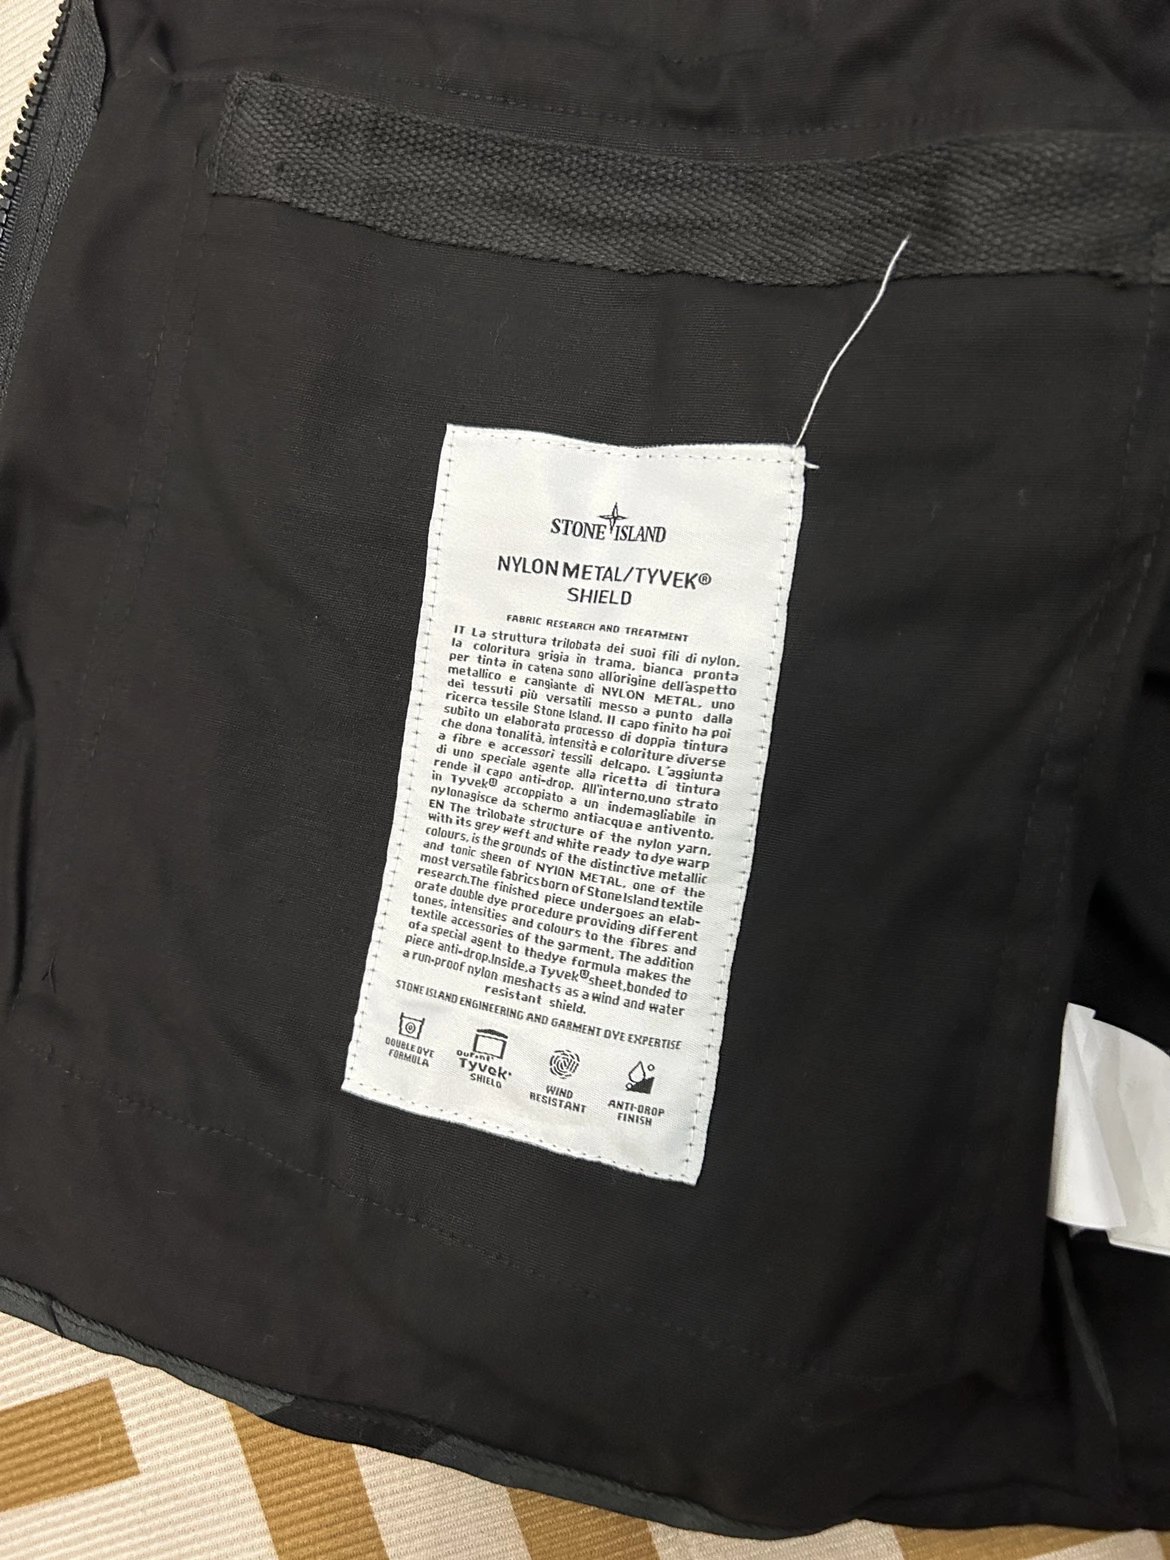 STONE ISLAND
NYLON METAL/TYVEK®
SHIELD
FABRIC RESEARCH AND TREATMENT
IT La struttura trilobata dei suoi fili di nylon,
la coloritura grigia in trama, bianca pronta
per tinta in catena sono all'origine dell'aspetto
metallico e cangiante di NYLON METAL, uno
dei tessuti più versatili messo a punto dalla
ricerca tessile Stone Island. Il capo finito ha poi
subito un elaborato processo di doppia tintura
che dona tonalità, intensità e coloriture diverse
a fibre e accessori tessili delcapo. L'aggiunta
di uno speciale agente alla ricetta di tintura
rende il capo anti-drop. All'interno,uno strato
in Tyvek® accoppiato a un indemagliabile in
nylonagisce da schermo antiacquae antivento.
EN The trilobate structure of the nylon yarn,
with its grey weft and white ready to dye warp
colours, is the grounds of the distinctive metallic
and tonic sheen of NYION METAL, one of the
most versatile fabricsborn of StoneIslandtextile
research.The finished piece undergoes an elab-
orate double dye procedure providing different
tones, intensities and colours to the fibres and
textile accessories of the garment, The addition
ofa special agent to thedye formula makes the
piece anti-drop.Inside,a Tyvek®sheet,bonded to
a run-proof nylon meshacts as a wind and water
resistant shield.
STONE ISLAND ENGINEERING AND GARMENT DYE EXPERTISE
DOUBLE DYE
FORMULA
Tyvek.
SHIELD
WIND
RESISTANT
ANTI-DROP
FINISH